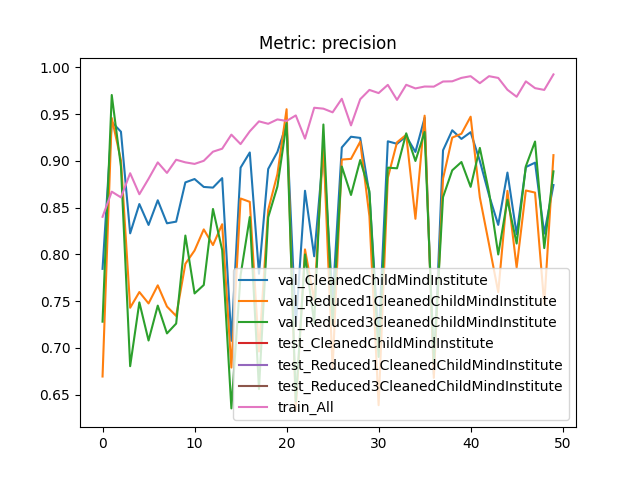 Metric: precision
1.00
0.95
0.90
0.85
0.80
0.75
0.70
0.65
val_CleanedChildMindInstitute
val_Reduced1CleanedChildMindInstitute
val_Reduced3CleanedChildMindInstitute
test_CleanedChildMindInstitute
test_Reduced1CleanedChildMindInstitute
test_Reduced3CleanedChildMindInstitute
train_All
0 10 20 30 40 50